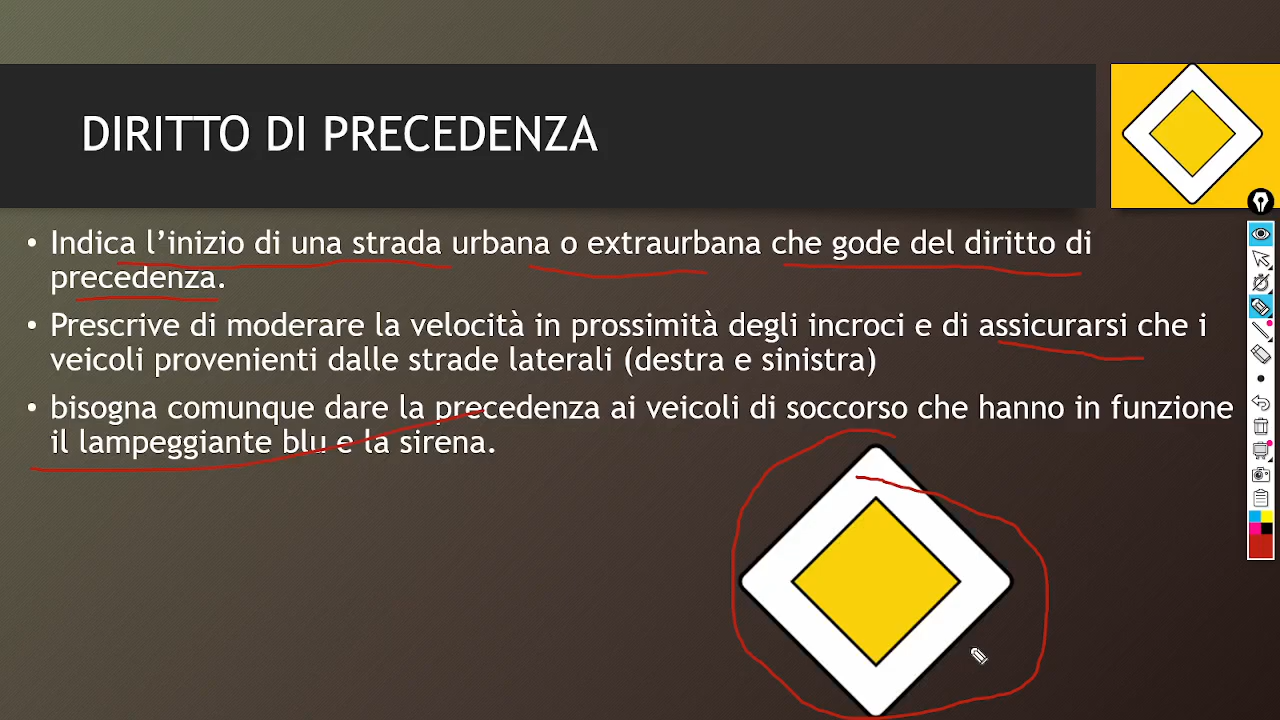 DIRITTO DI PRECEDENZA
• Indica l'inizio di una strada urbana o extraurbana che gode del diritto di
precedenza.
• Prescrive di moderare la velocità in prossimità degli incroci e di assicurarsi che i
veicoli provenienti dalle strade laterali (destra e sinistra)
• bisogna comunque dare la precedenza ai veicoli di soccorso che hanno in funzione
il lampeggiante blu e la sirena.